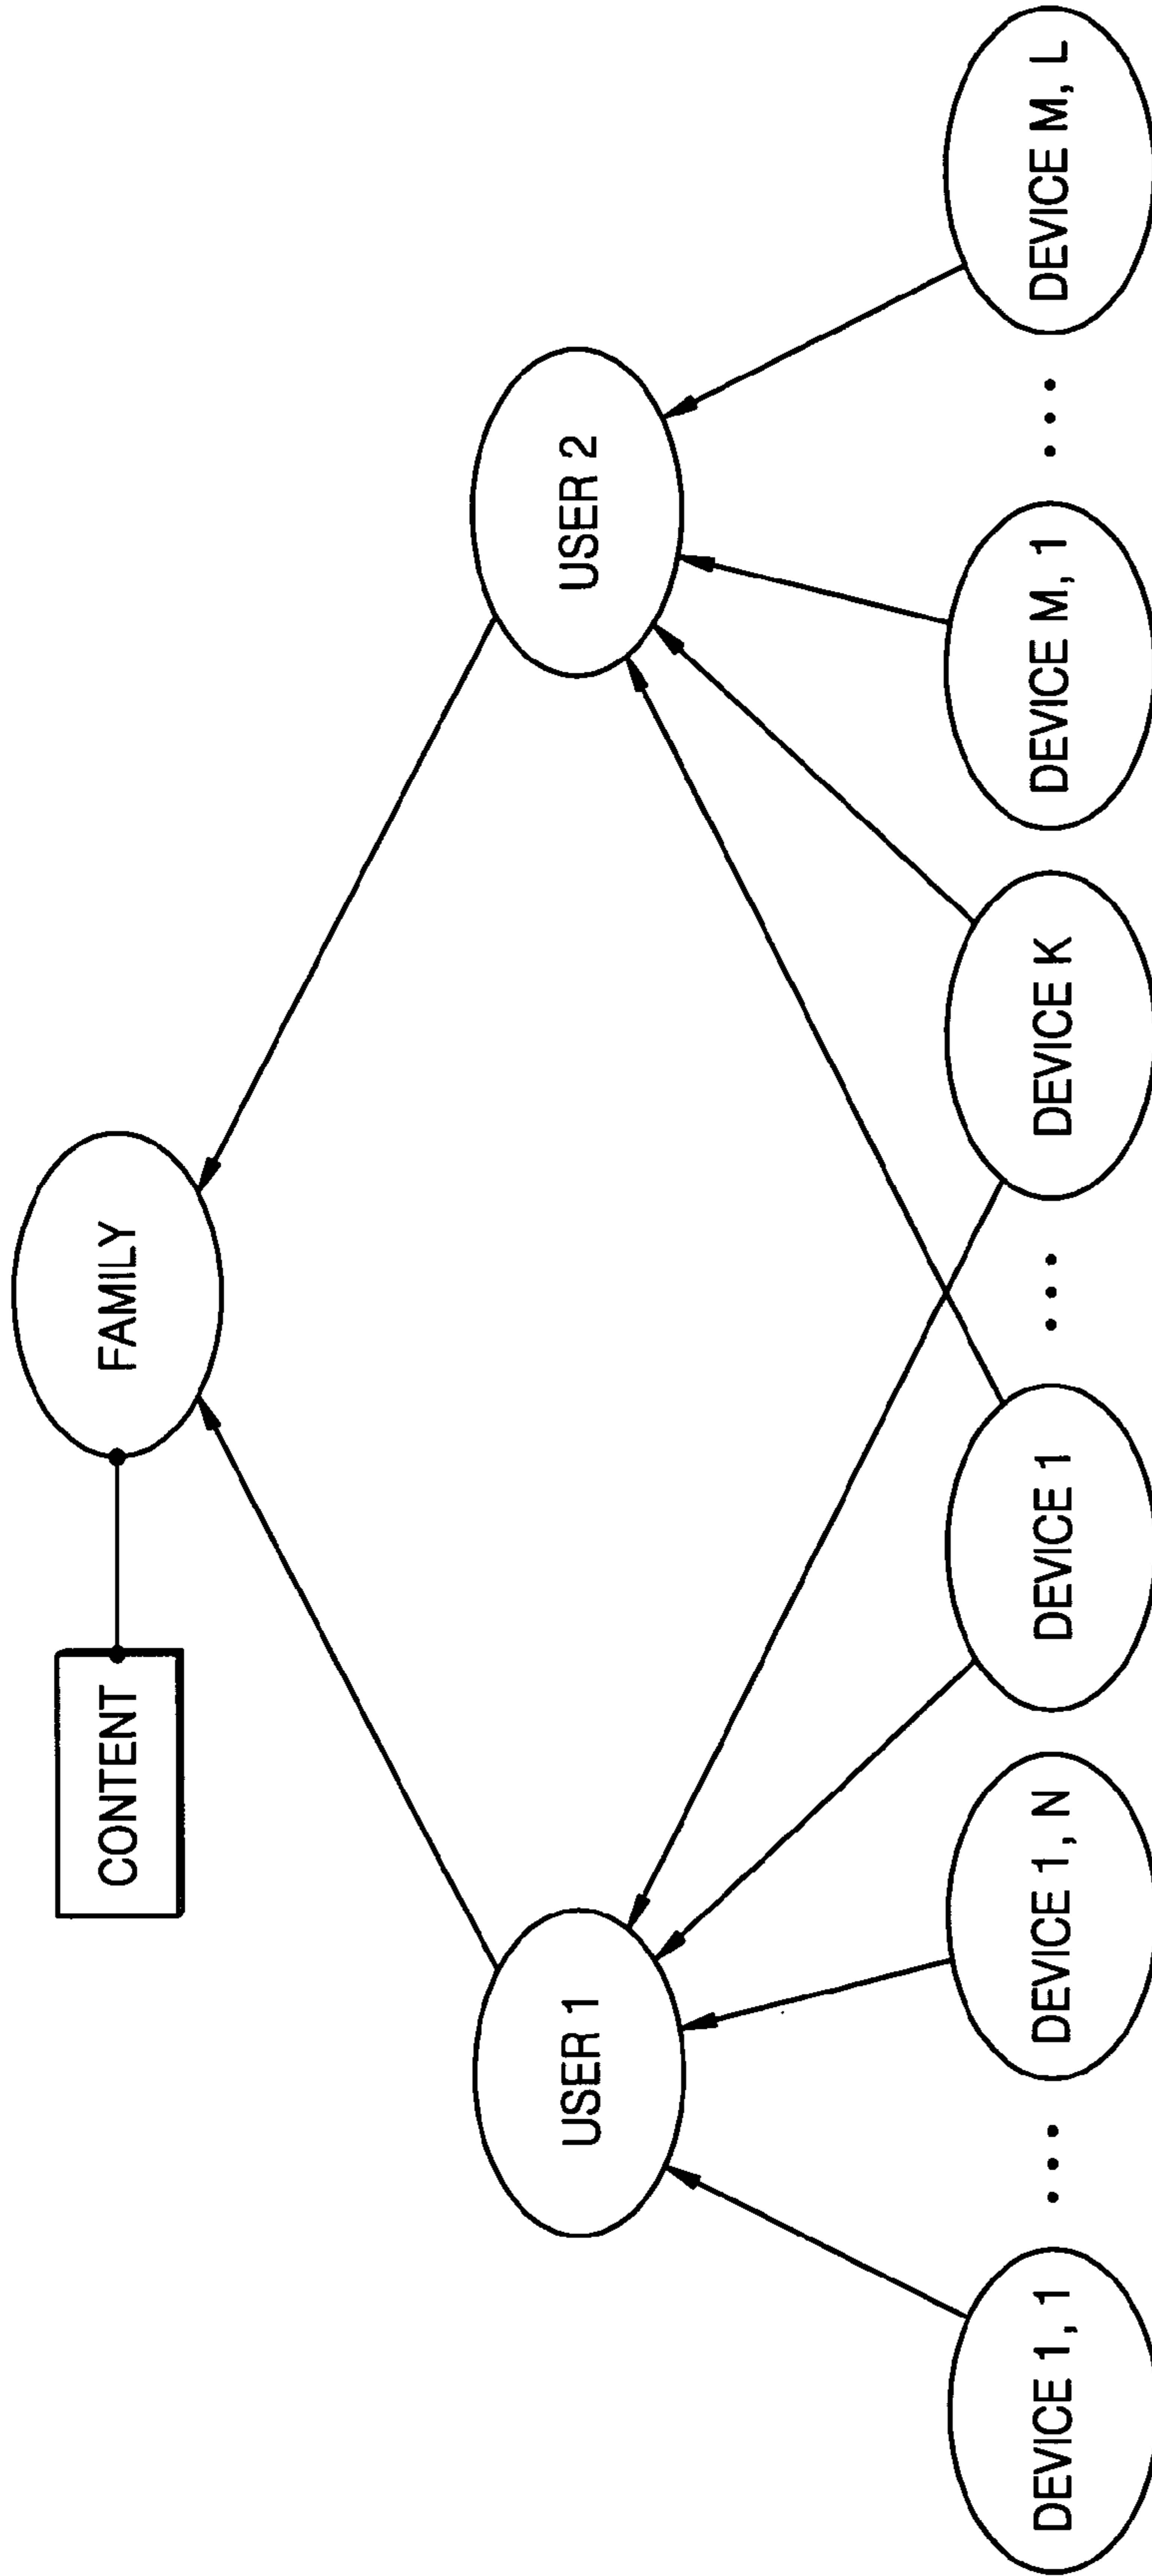 CONTENT
FAMILY
USER 1
USER 2
DEVICE 1, 1
DEVICE 1, N
DEVICE 1
DEVICE K
DEVICE M, 1
DEVICE M, L